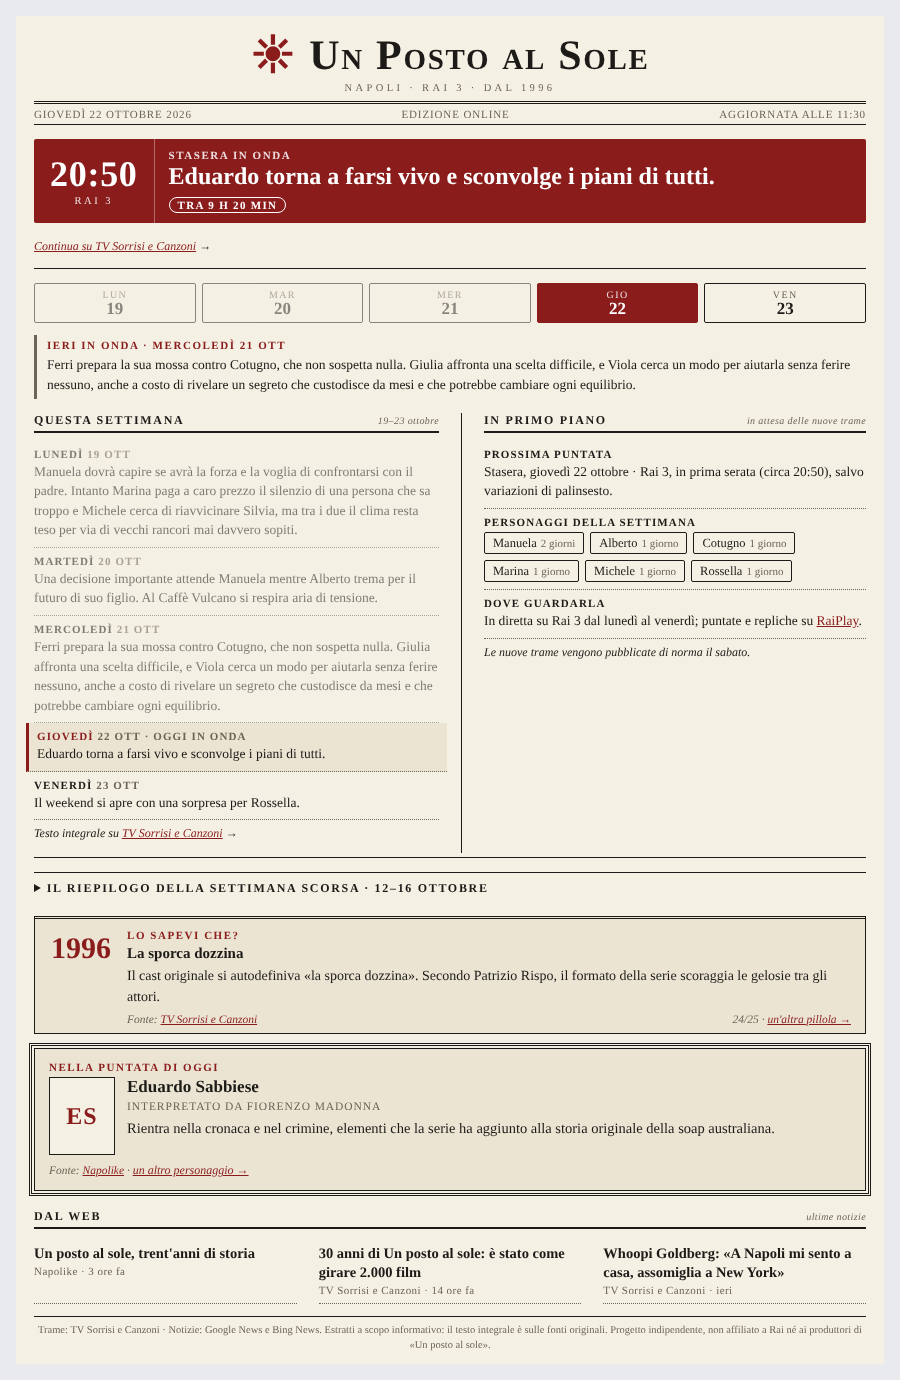 Un Posto al Sole
NAPOLI · RAI 3 · DAL 1996
GIOVEDÌ 22 OTTOBRE 2026
EDIZIONE ONLINE
AGGIORNATA ALLE 11:30
20:50
RAI 3
STASERA IN ONDA
Eduardo torna a farsi vivo e sconvolge i piani di tutti.
TRA 9 H 20 MIN
Continua su TV Sorrisi e Canzoni →
LUN
19
MAR
20
MER
21
GIO
22
VEN
23
IERI IN ONDA · MERCOLEDÌ 21 OTT
Ferri prepara la sua mossa contro Cotugno, che non sospetta nulla. Giulia affronta una scelta difficile, e Viola cerca un modo per aiutarla senza ferire
nessuno, anche a costo di rivelare un segreto che custodisce da mesi e che potrebbe cambiare ogni equilibrio.
QUESTA SETTIMANA
19–23 ottobre
LUNEDÌ 19 OTT
Manuela dovrà capire se avrà la forza e la voglia di confrontarsi con il
padre. Intanto Marina paga a caro prezzo il silenzio di una persona che sa
troppo e Michele cerca di riavvicinare Silvia, ma tra i due il clima resta
teso per via di vecchi rancori mai davvero sopiti.
MARTEDÌ 20 OTT
Una decisione importante attende Manuela mentre Alberto trema per il
futuro di suo figlio. Al Caffè Vulcano si respira aria di tensione.
MERCOLEDÌ 21 OTT
Ferri prepara la sua mossa contro Cotugno, che non sospetta nulla. Giulia
affronta una scelta difficile, e Viola cerca un modo per aiutarla senza ferire
nessuno, anche a costo di rivelare un segreto che custodisce da mesi e che
potrebbe cambiare ogni equilibrio.
GIOVEDÌ 22 OTT · OGGI IN ONDA
Eduardo torna a farsi vivo e sconvolge i piani di tutti.
VENERDÌ 23 OTT
Il weekend si apre con una sorpresa per Rossella.
Testo integrale su TV Sorrisi e Canzoni →
IN PRIMO PIANO
in attesa delle nuove trame
PROSSIMA PUNTATA
Stasera, giovedì 22 ottobre · Rai 3, in prima serata (circa 20:50), salvo
variazioni di palinsesto.
PERSONAGGI DELLA SETTIMANA
Manuela 2 giorni
Alberto 1 giorno
Cotugno 1 giorno
Marina 1 giorno
Michele 1 giorno
Rossella 1 giorno
DOVE GUARDARLA
In diretta su Rai 3 dal lunedì al venerdì; puntate e repliche su RaiPlay.
Le nuove trame vengono pubblicate di norma il sabato.
IL RIEPILOGO DELLA SETTIMANA SCORSA · 12–16 OTTOBRE
1996
LO SAPEVI CHE?
La sporca dozzina
Il cast originale si autodefiniva «la sporca dozzina». Secondo Patrizio Rispo, il formato della serie scoraggia le gelosie tra gli
attori.
Fonte: TV Sorrisi e Canzoni
24/25 · un'altra pillola →
NELLA PUNTATA DI OGGI
ES
Eduardo Sabbiese
INTERPRETATO DA FIORENZO MADONNA
Rientra nella cronaca e nel crimine, elementi che la serie ha aggiunto alla storia originale della soap australiana.
Fonte: Napolike · un altro personaggio →
DAL WEB
ultime notizie
Un posto al sole, trent'anni di storia
Napolike · 3 ore fa
30 anni di Un posto al sole: è stato come
girare 2.000 film
TV Sorrisi e Canzoni · 14 ore fa
Whoopi Goldberg: «A Napoli mi sento a
casa, assomiglia a New York»
TV Sorrisi e Canzoni · ieri
Trame: TV Sorrisi e Canzoni · Notizie: Google News e Bing News. Estratti a scopo informativo: il testo integrale è sulle fonti originali. Progetto indipendente, non affiliato a Rai né ai produttori di
«Un posto al sole».